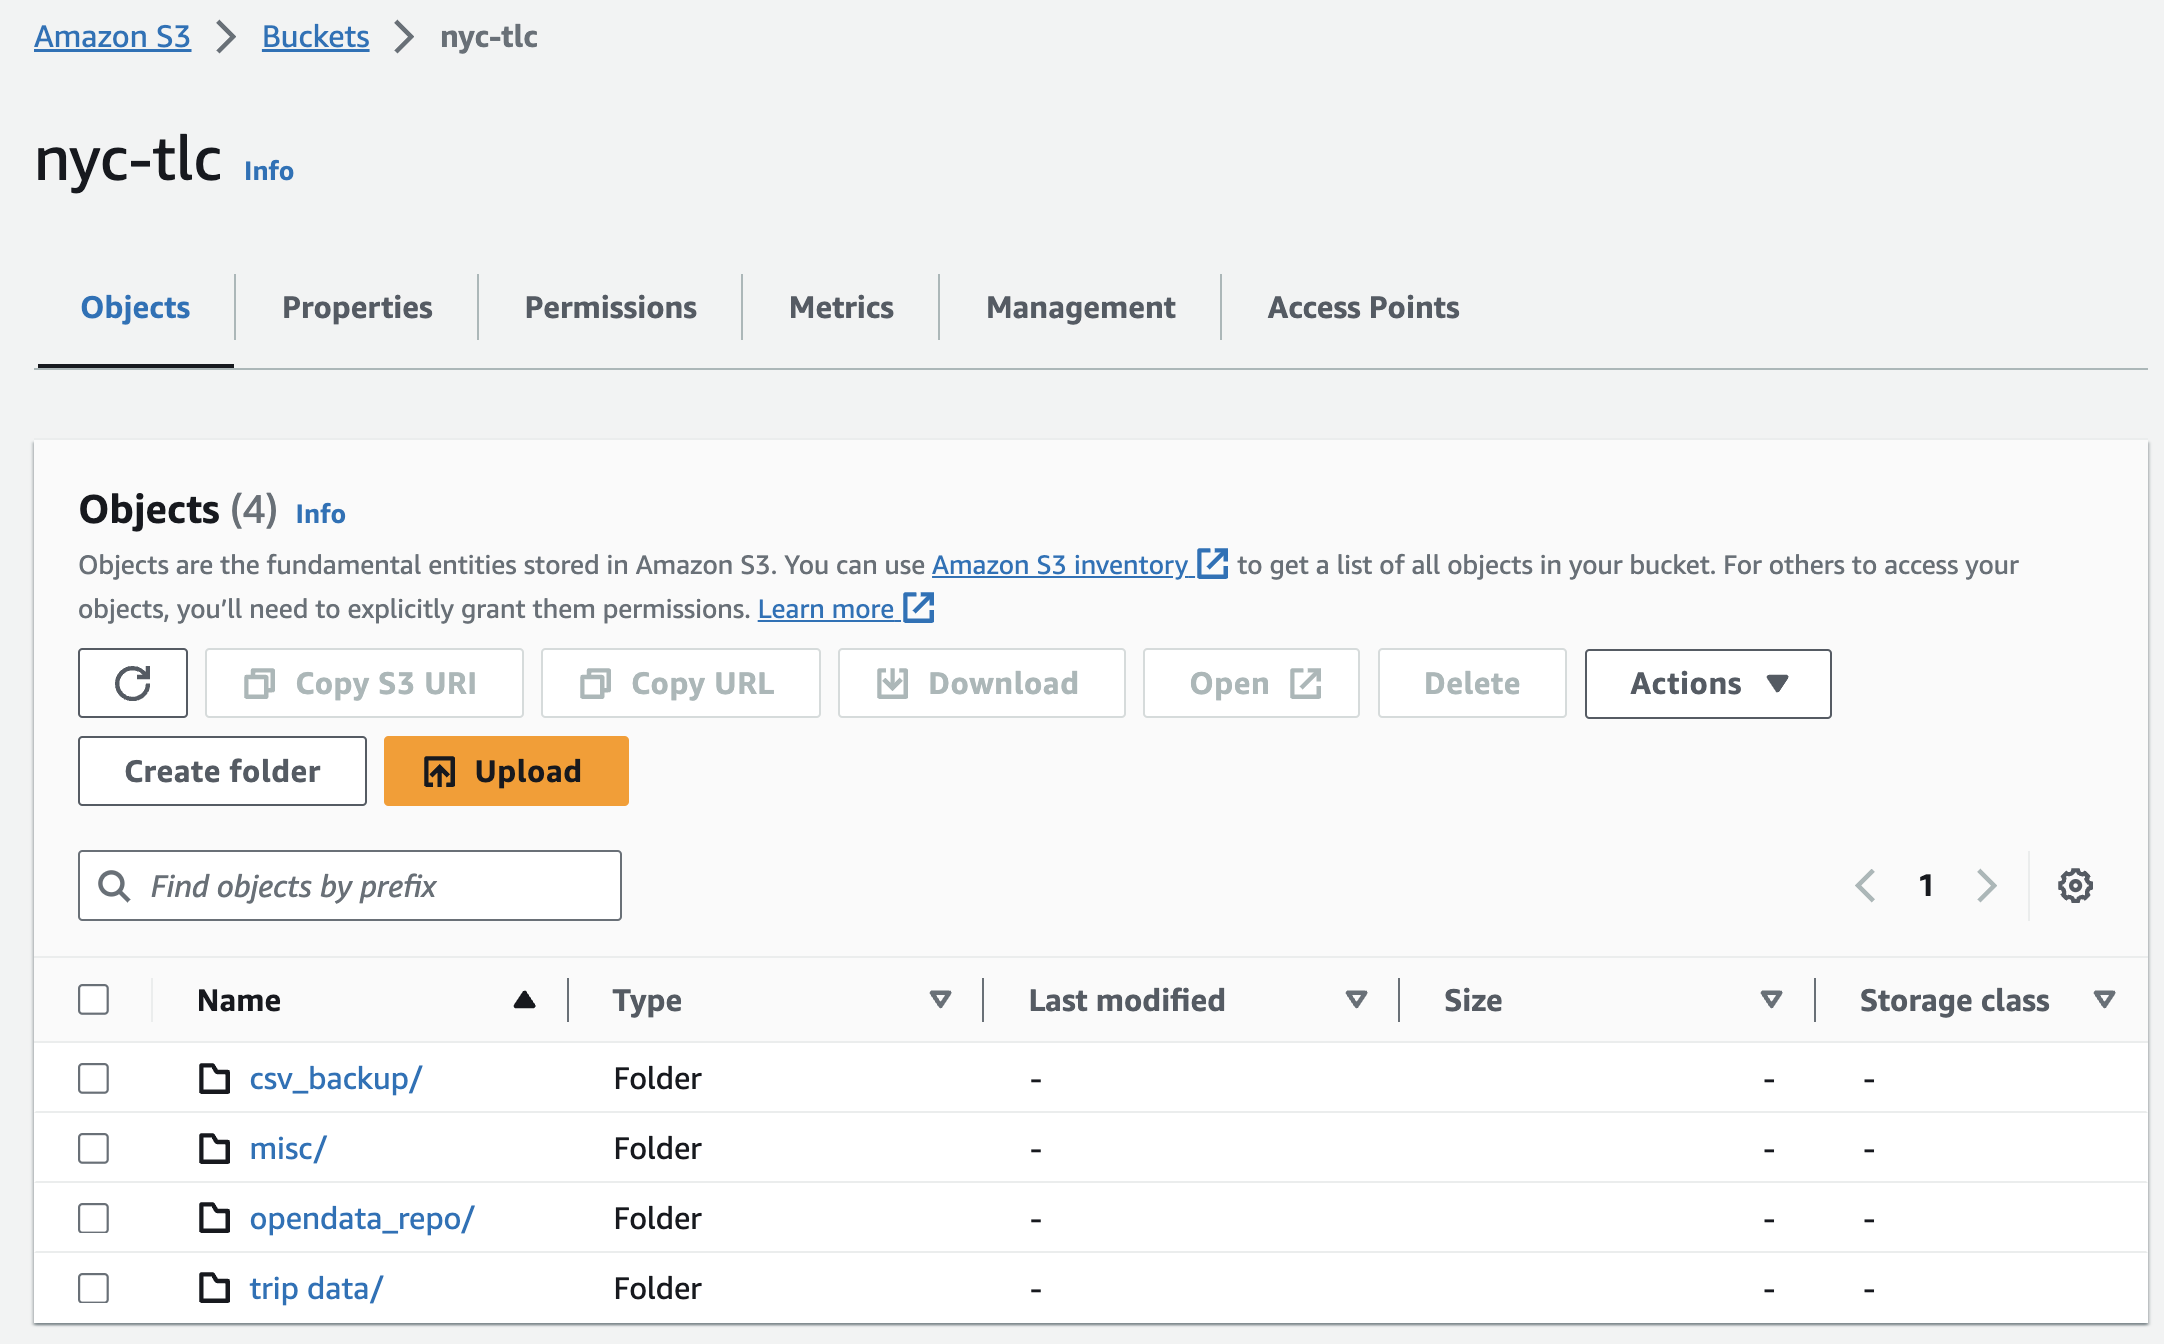 Amazon S3 > Buckets > nyc-tlc
nyc-tlc Info
Objects Properties Permissions Metrics Management Access Points
Objects (4) Info
Objects are the fundamental entities stored in Amazon S3. You can use Amazon S3 inventory to get a list of all objects in your bucket. For others to access your
objects, you’ll need to explicitly grant them permissions. Learn more
Copy S3 URI Copy URL Download Open Delete Actions
Create folder Upload
Find objects by prefix 1
Name Type Last modified Size Storage class
csv_backup/ Folder - - -
misc/ Folder - - -
opendata_repo/ Folder - - -
trip data/ Folder - - -